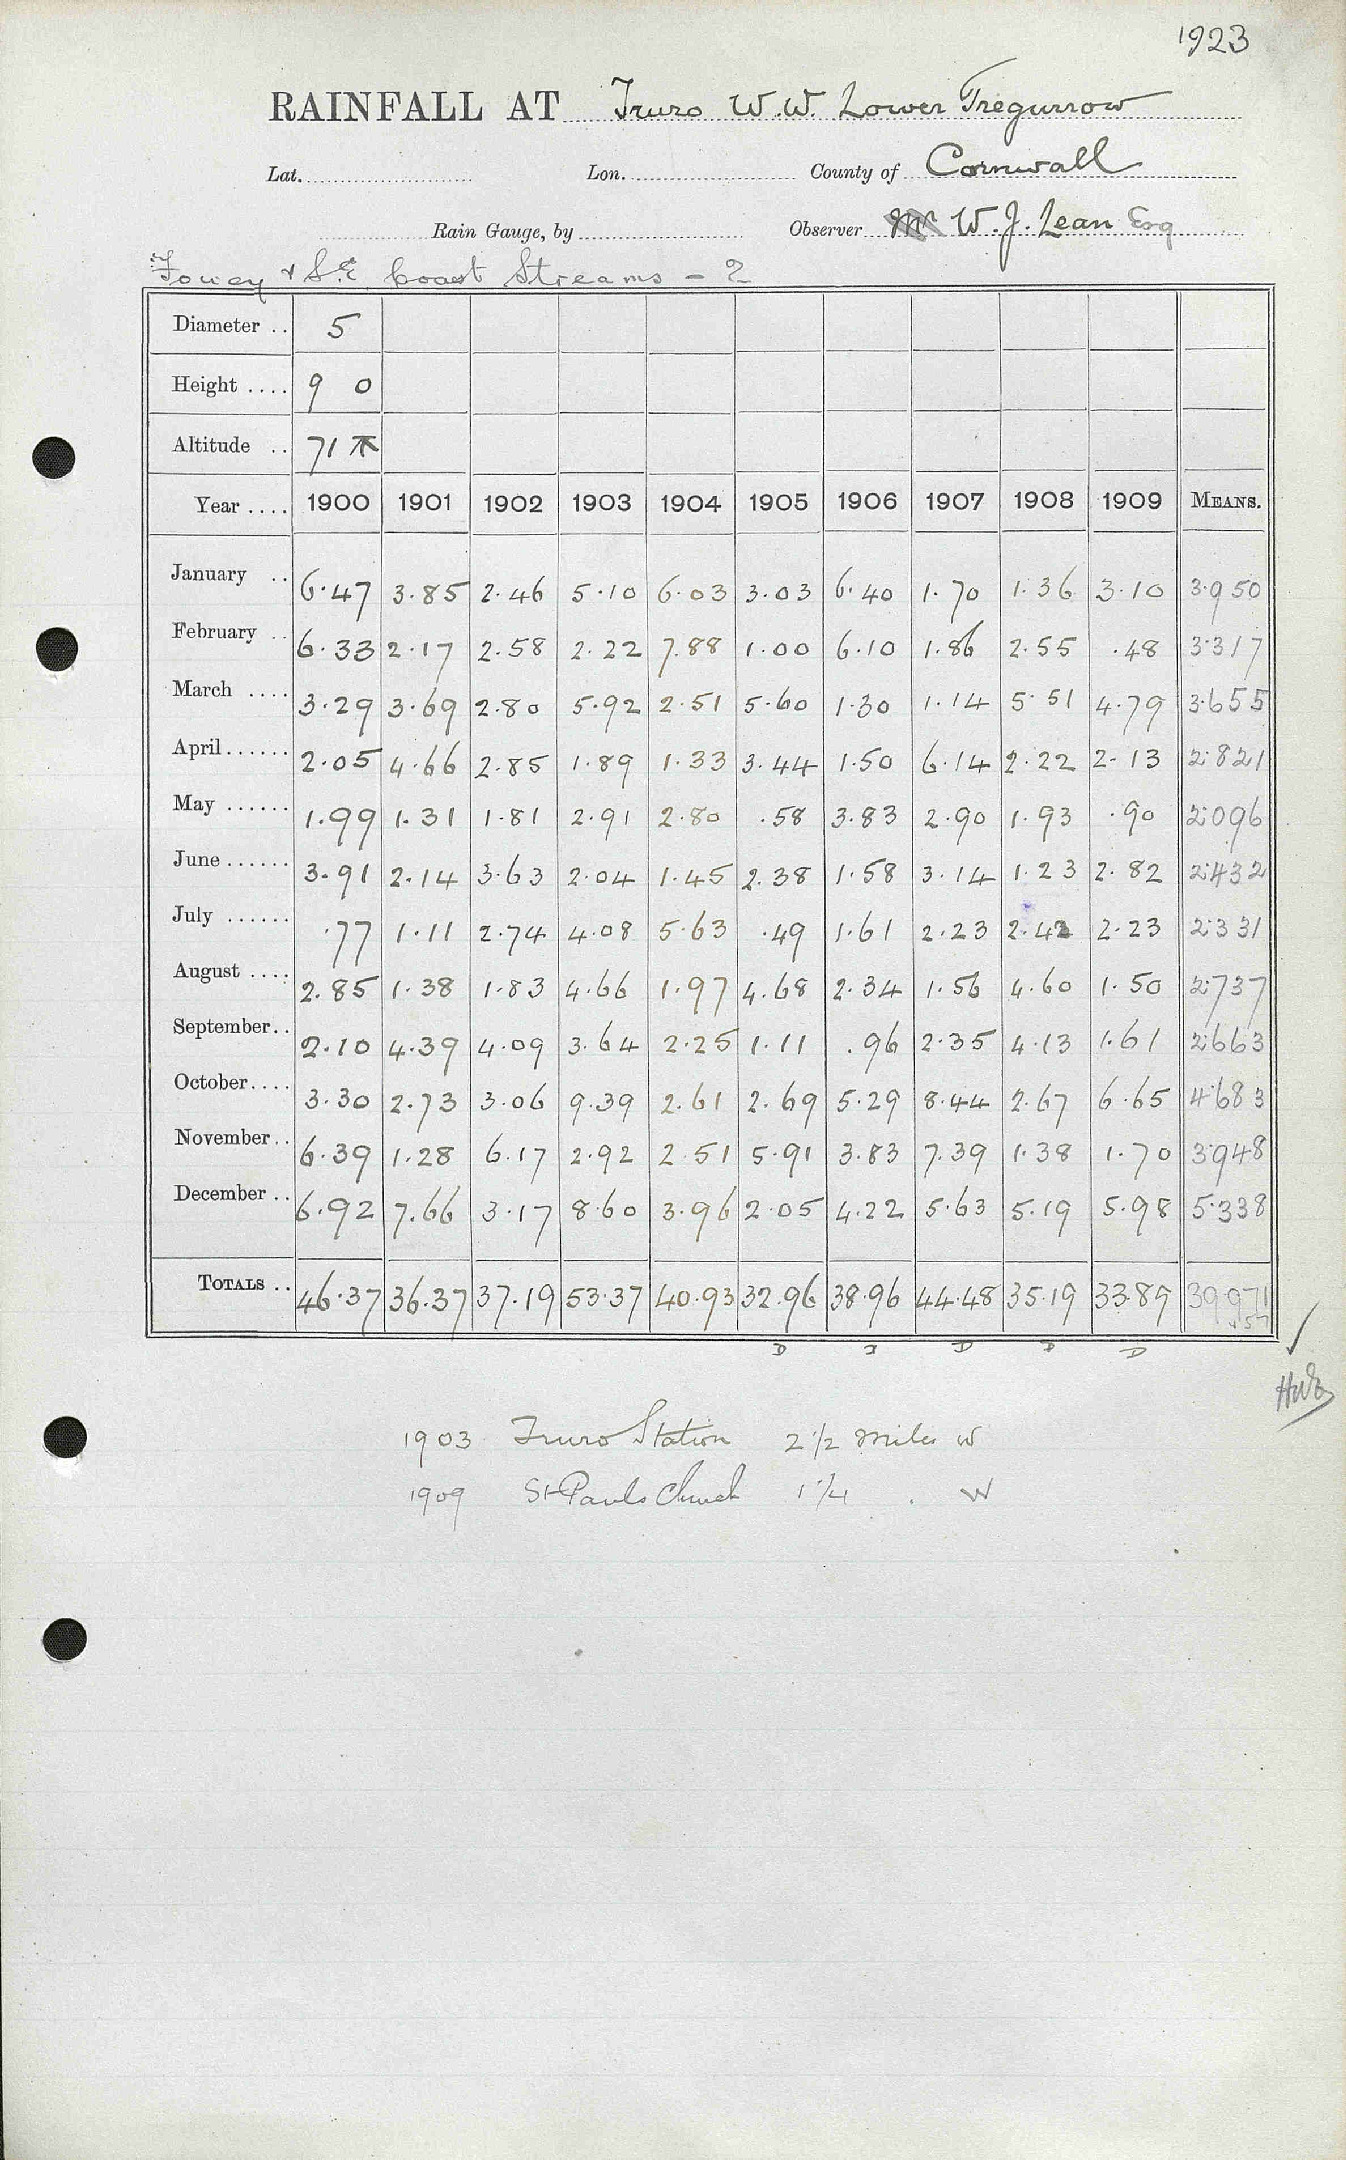 1923
RAINFALL AT Truro W.W. Lower Tregurrow
Lat. Lon. County of Cornwall
Rain Gauge, by Observer Mr W. J. Lean Esq
Fowey & S.E. Coast Streams - 2
Diameter .. 5
Height .... 9 0
Altitude .. 71
Year .... 1900 1901 1902 1903 1904 1905 1906 1907 1908 1909 MEANS.
January .. 6.47 3.85 2.46 5.10 6.03 3.03 6.40 1.70 1.36 3.10 3.950
February .. 6.33 2.17 2.58 2.22 7.88 1.00 6.10 1.86 2.55 .48 3.317
March .... 3.29 3.69 2.80 5.92 2.51 5.60 1.30 1.14 5.51 4.79 3.655
April...... 2.05 4.66 2.85 1.89 1.33 3.44 1.50 6.14 2.22 2.13 2.821
May ...... 1.99 1.31 1.81 2.91 2.80 .58 3.83 2.90 1.93 .90 2.096
June...... 3.91 2.14 3.63 2.04 1.45 2.38 1.58 3.14 1.23 2.82 2.432
July ...... .77 1.11 2.74 4.08 5.63 .49 1.61 2.23 2.42 2.23 2.331
August .... 2.85 1.38 1.83 4.66 1.97 4.68 2.34 1.56 4.60 1.50 2.737
September.. 2.10 4.39 4.09 3.64 2.25 1.11 .96 2.35 4.13 1.61 2.663
October.... 3.30 2.73 3.06 9.39 2.61 2.69 5.29 8.44 2.67 6.65 4.683
November.. 6.39 1.28 6.17 2.92 2.51 5.91 3.83 7.39 1.38 1.70 3.948
December .. 6.92 7.66 3.17 8.60 3.96 2.05 4.22 5.63 5.19 5.98 5.338
TOTALS .. 46.37 36.37 37.19 53.37 40.93 32.96 38.96 44.48 35.19 33.89 39.971
D I D D D
1903 Truro Station 2 1/2 miles W
1909 St Pauls Church 1 1/4 . W